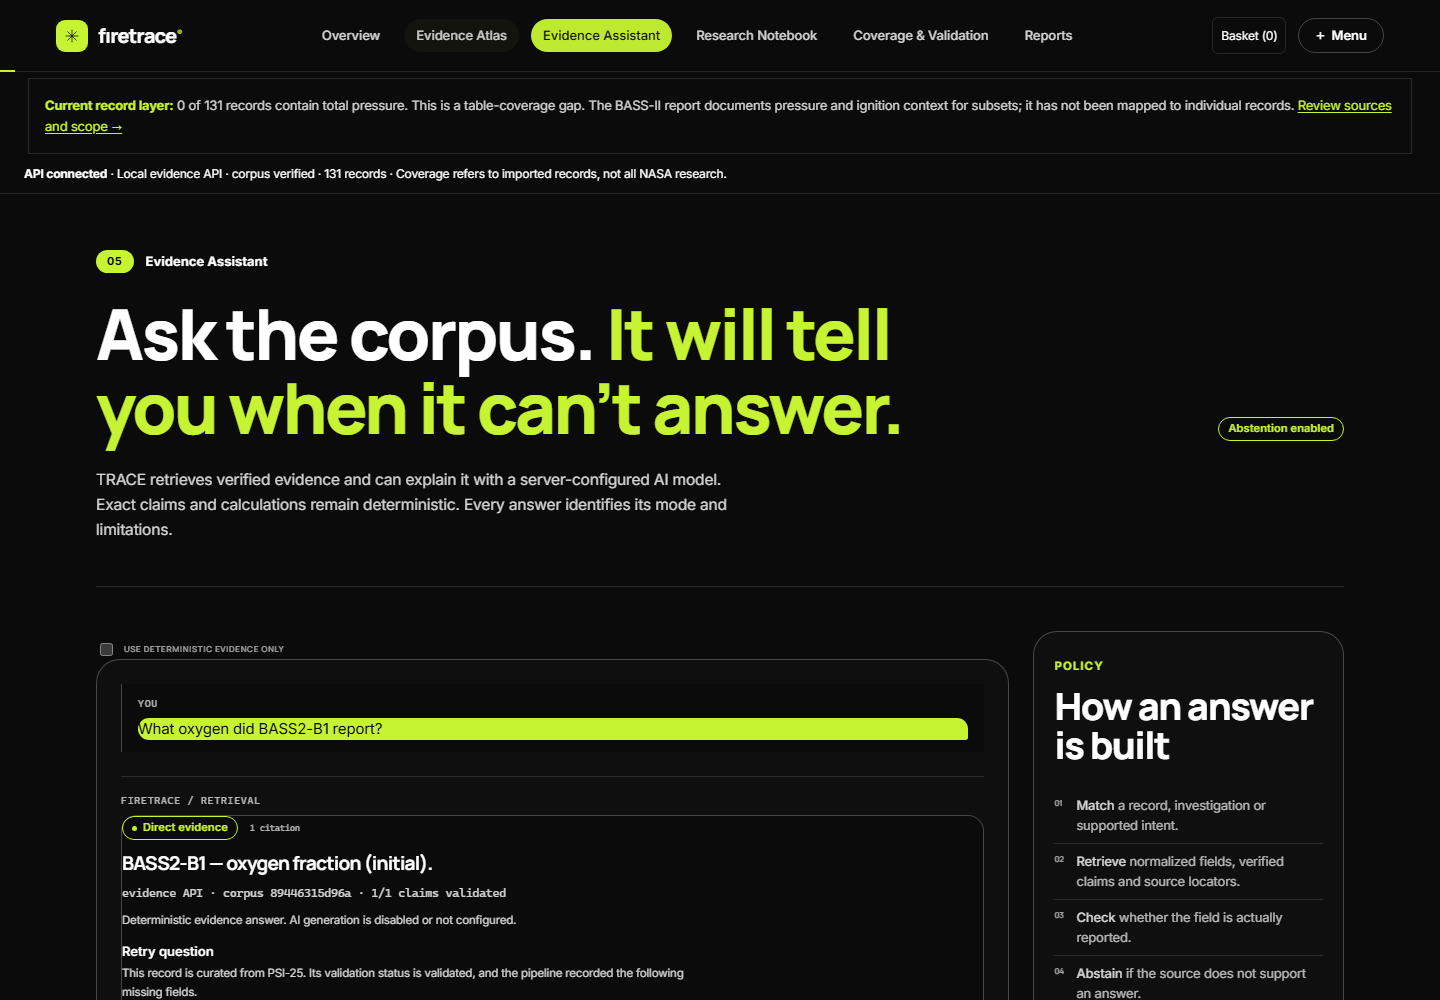 firetrace
Overview
Evidence Atlas
Evidence Assistant
Research Notebook
Coverage & Validation
Reports
Basket (0)
+ Menu
Current record layer: 0 of 131 records contain total pressure. This is a table-coverage gap. The BASS-II report documents pressure and ignition context for subsets; it has not been mapped to individual records. Review sources
and scope →
API connected · Local evidence API · corpus verified · 131 records · Coverage refers to imported records, not all NASA research.
05 Evidence Assistant
Ask the corpus. It will tell
you when it can’t answer.
Abstention enabled
TRACE retrieves verified evidence and can explain it with a server-configured AI model.
Exact claims and calculations remain deterministic. Every answer identifies its mode and
limitations.
USE DETERMINISTIC EVIDENCE ONLY
YOU
What oxygen did BASS2-B1 report?
FIRETRACE / RETRIEVAL
Direct evidence 1 citation
BASS2-B1 — oxygen fraction (initial).
evidence API · corpus 89446315d96a · 1/1 claims validated
Deterministic evidence answer. AI generation is disabled or not configured.
Retry question
This record is curated from PSI-25. Its validation status is validated, and the pipeline recorded the following
missing fields.
POLICY
How an answer
is built
01 Match a record, investigation or
supported intent.
02 Retrieve normalized fields, verified
claims and source locators.
03 Check whether the field is actually
reported.
04 Abstain if the source does not support
an answer.